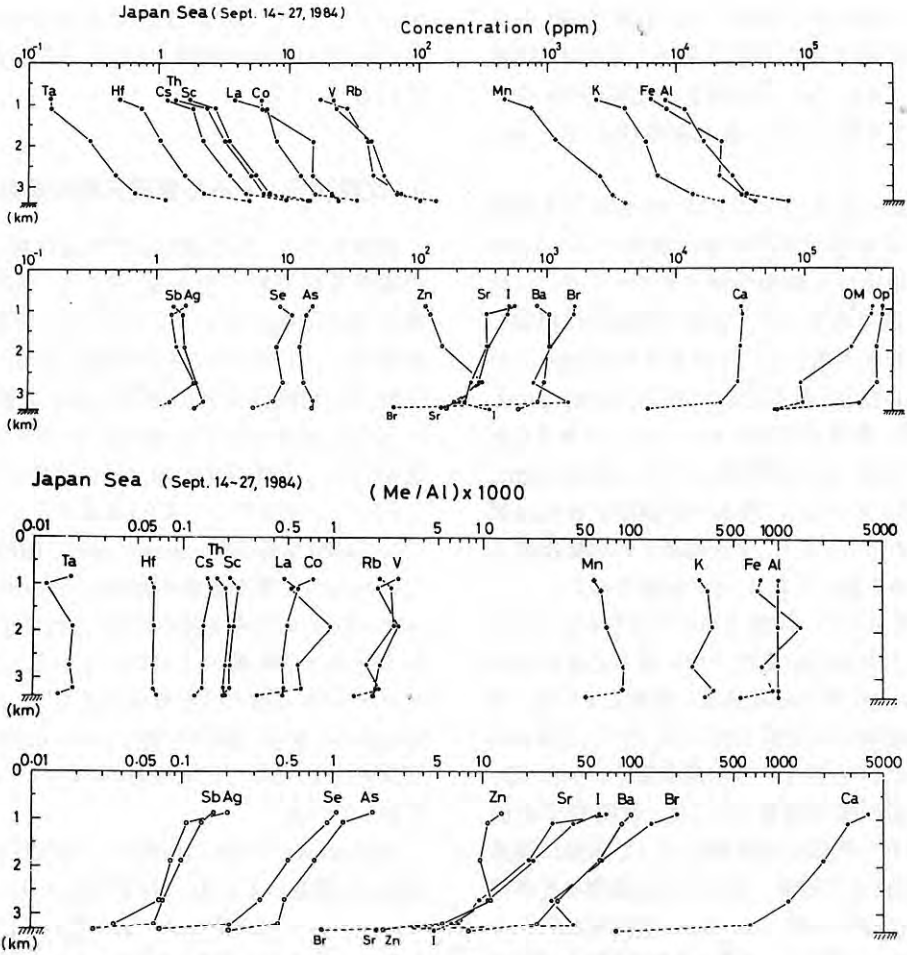 Japan Sea (Sept. 14~27, 1984)
Concentration (ppm)
10-1 1 10 10² 10³ 10⁴ 10⁵
0
1
2
3
(km)
Ta Hf Cs Th Sc La Co V Rb Mn K Fe Al
10-1 1 10 10² 10³ 10⁴ 10⁵
0
1
2
3
(km)
Sb Ag Se As Zn Sr I Ba Br Ca OM Op
Br Sr I
Japan Sea (Sept. 14~27, 1984)
(Me/Al) x 1000
0.01 0.05 0.1 0.5 1 5 10 50 100 500 1000 5000
0
1
2
3
(km)
Ta Hf Cs Th Sc La Co Rb V Mn K Fe Al
0.01 0.05 0.1 0.5 1 5 10 50 100 500 1000 5000
0
1
2
3
(km)
Sb Ag Se As Zn Sr I Ba Br Ca
Br Sr Zn I